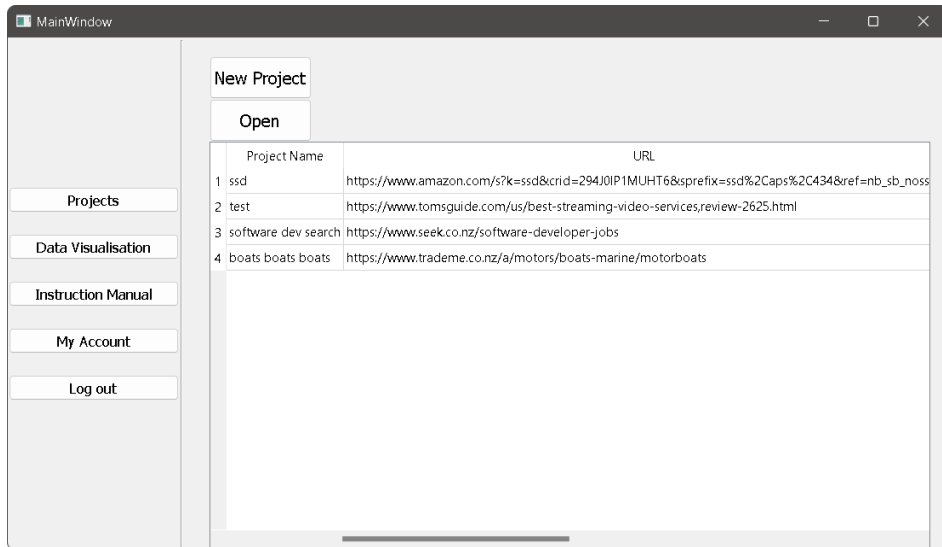 MainWindow
New Project
Open
Projects
Data Visualisation
Instruction Manual
My Account
Log out
Project Name URL
1 ssd https://www.amazon.com/s?k=ssd&crid=294J0IP1MUHT6&sprefix=ssd%2Caps%2C434&ref=nb_sb_noss
2 test https://www.tomsguide.com/us/best-streaming-video-services,review-2625.html
3 software dev search https://www.seek.co.nz/software-developer-jobs
4 boats boats boats https://www.trademe.co.nz/a/motors/boats-marine/motorboats